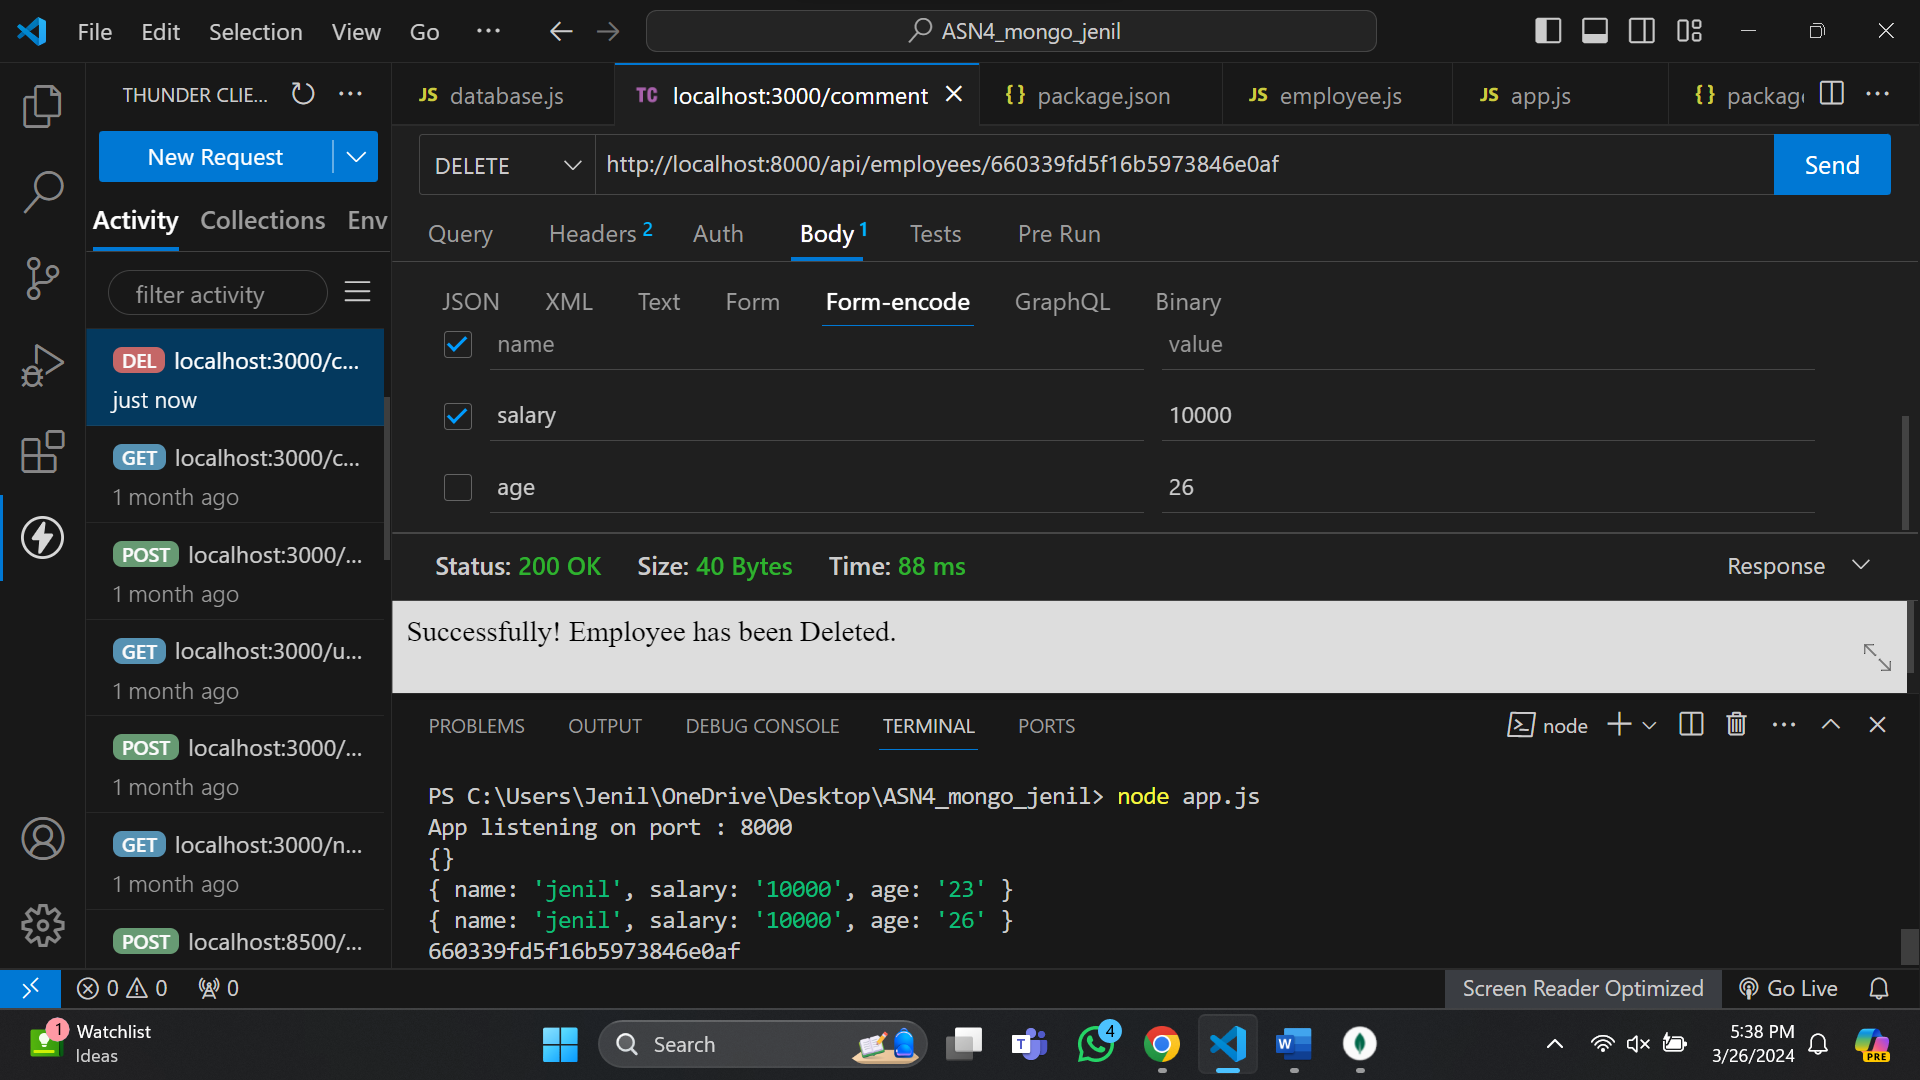 File Edit Selection View Go ··· ASN4_mongo_jenil
THUNDER CLIE... ···
JS database.js TC localhost:3000/comment {} package.json JS employee.js JS app.js {} package ···
New Request
DELETE http://localhost:8000/api/employees/660339fd5f16b5973846e0af Send
Activity Collections Env
Query Headers 2 Auth Body 1 Tests Pre Run
filter activity
JSON XML Text Form Form-encode GraphQL Binary
name value
salary 10000
age 26
DEL localhost:3000/c...
just now
GET localhost:3000/c...
1 month ago
POST localhost:3000/...
1 month ago
GET localhost:3000/u...
1 month ago
POST localhost:3000/...
1 month ago
GET localhost:3000/n...
1 month ago
POST localhost:8500/...
Status: 200 OK Size: 40 Bytes Time: 88 ms Response
Successfully! Employee has been Deleted.
PROBLEMS OUTPUT DEBUG CONSOLE TERMINAL PORTS node ···
PS C:\Users\Jenil\OneDrive\Desktop\ASN4_mongo_jenil> node app.js
App listening on port : 8000
{}
{ name: 'jenil', salary: '10000', age: '23' }
{ name: 'jenil', salary: '10000', age: '26' }
660339fd5f16b5973846e0af
0 0 0 Screen Reader Optimized Go Live
1 Watchlist
Ideas
Search T 4 W
5:38 PM
3/26/2024
PRE